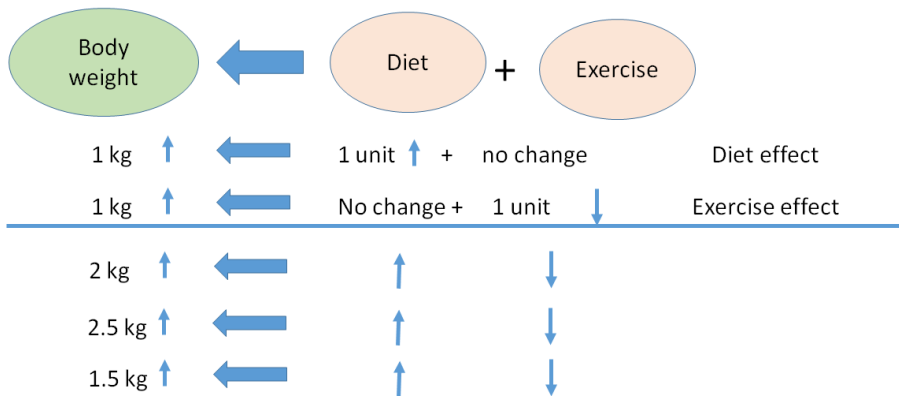 Body
weight
Diet
+
Exercise
1 kg 1 unit + no change Diet effect
1 kg No change + 1 unit Exercise effect
2 kg
2.5 kg
1.5 kg